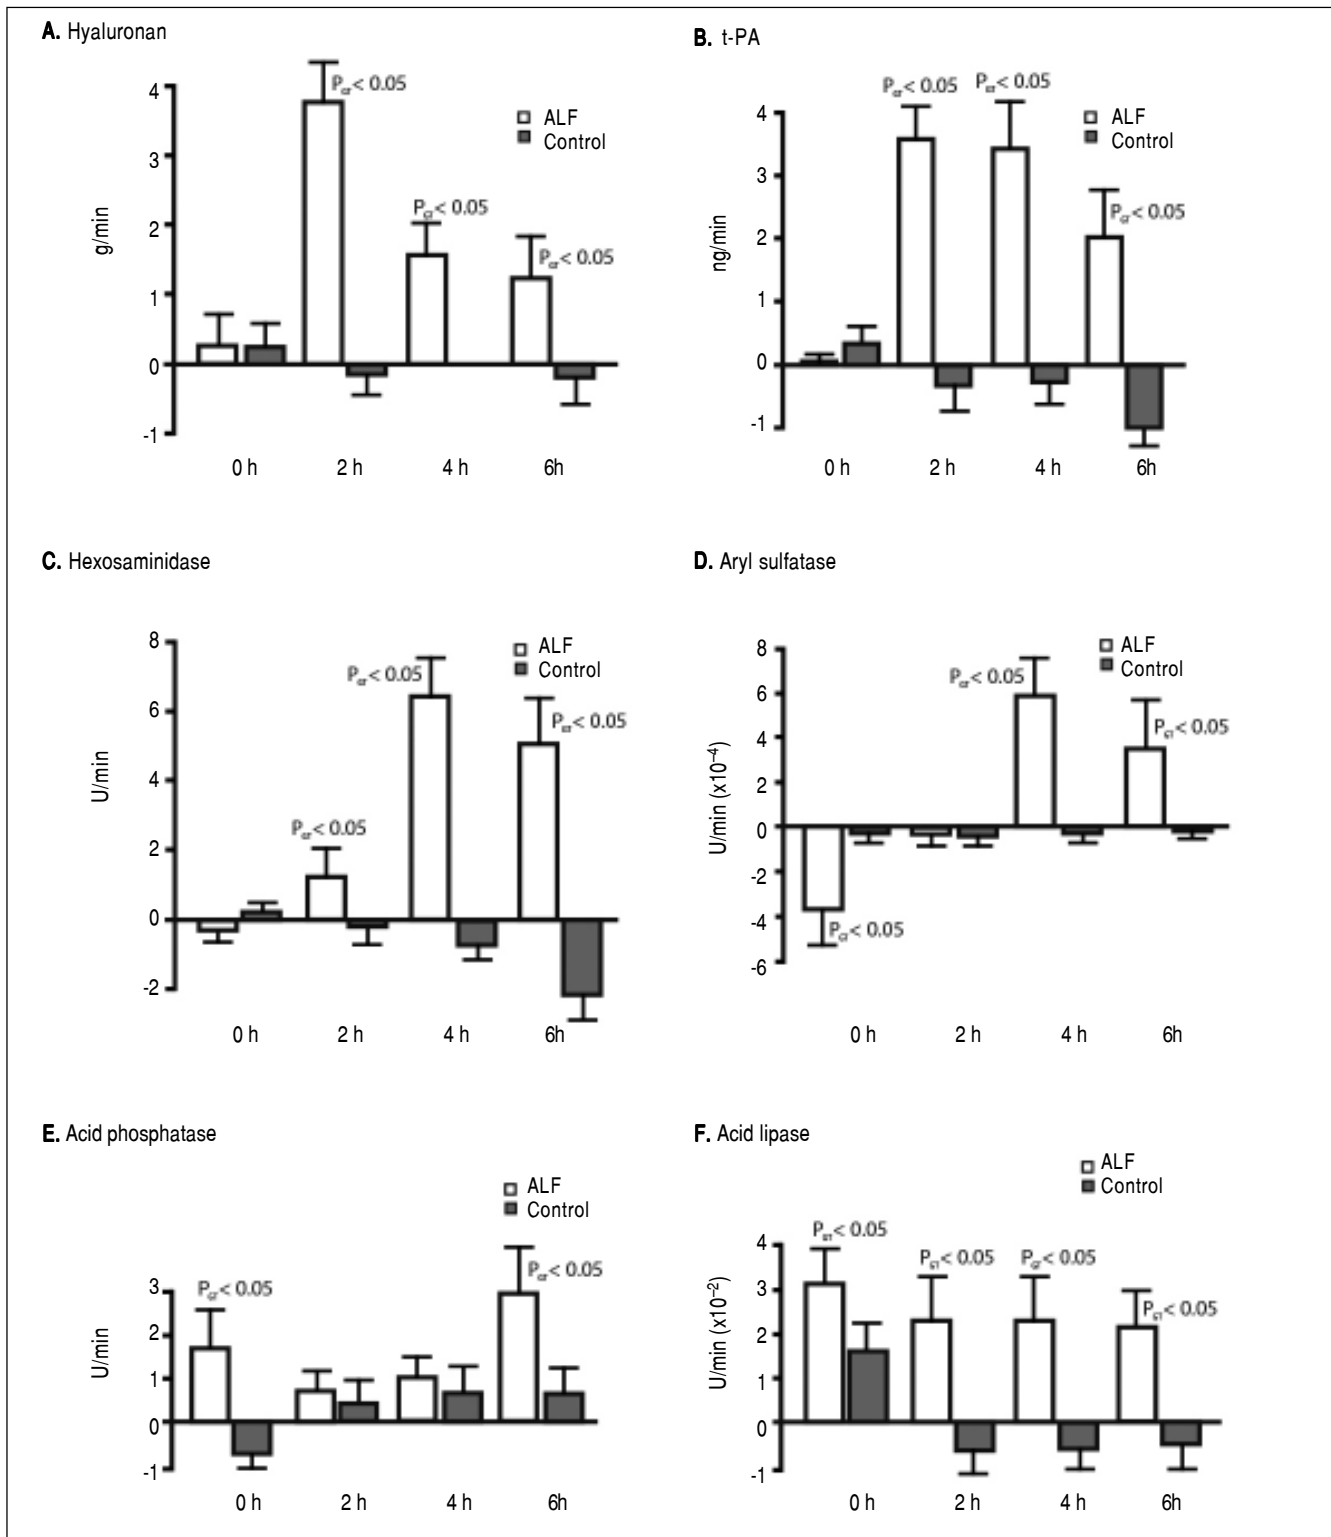 A. Hyaluronan
4
3
2
1
0
-1
g/min
P< 0.05
P< 0.05
P< 0.05
ALF
Control
0 h 2 h 4 h 6h
B. t-PA
4
3
2
1
0
-1
ng/min
P< 0.05
P< 0.05
P< 0.05
ALF
Control
0 h 2 h 4 h 6h
C. Hexosaminidase
8
6
4
2
0
-2
U/min
P< 0.05
P< 0.05
P< 0.05
ALF
Control
0 h 2 h 4 h 6h
D. Aryl sulfatase
8
6
4
2
0
-2
-4
-6
U/min (x10–4)
P< 0.05
P< 0.05
P< 0.05
ALF
Control
0 h 2 h 4 h 6h
E. Acid phosphatase
3
2
1
0
-1
U/min
P< 0.05
P< 0.05
ALF
Control
0 h 2 h 4 h 6h
F. Acid lipase
4
3
2
1
0
-1
U/min (x10–2)
P< 0.05
P< 0.05
P< 0.05
P< 0.05
ALF
Control
0 h 2 h 4 h 6h